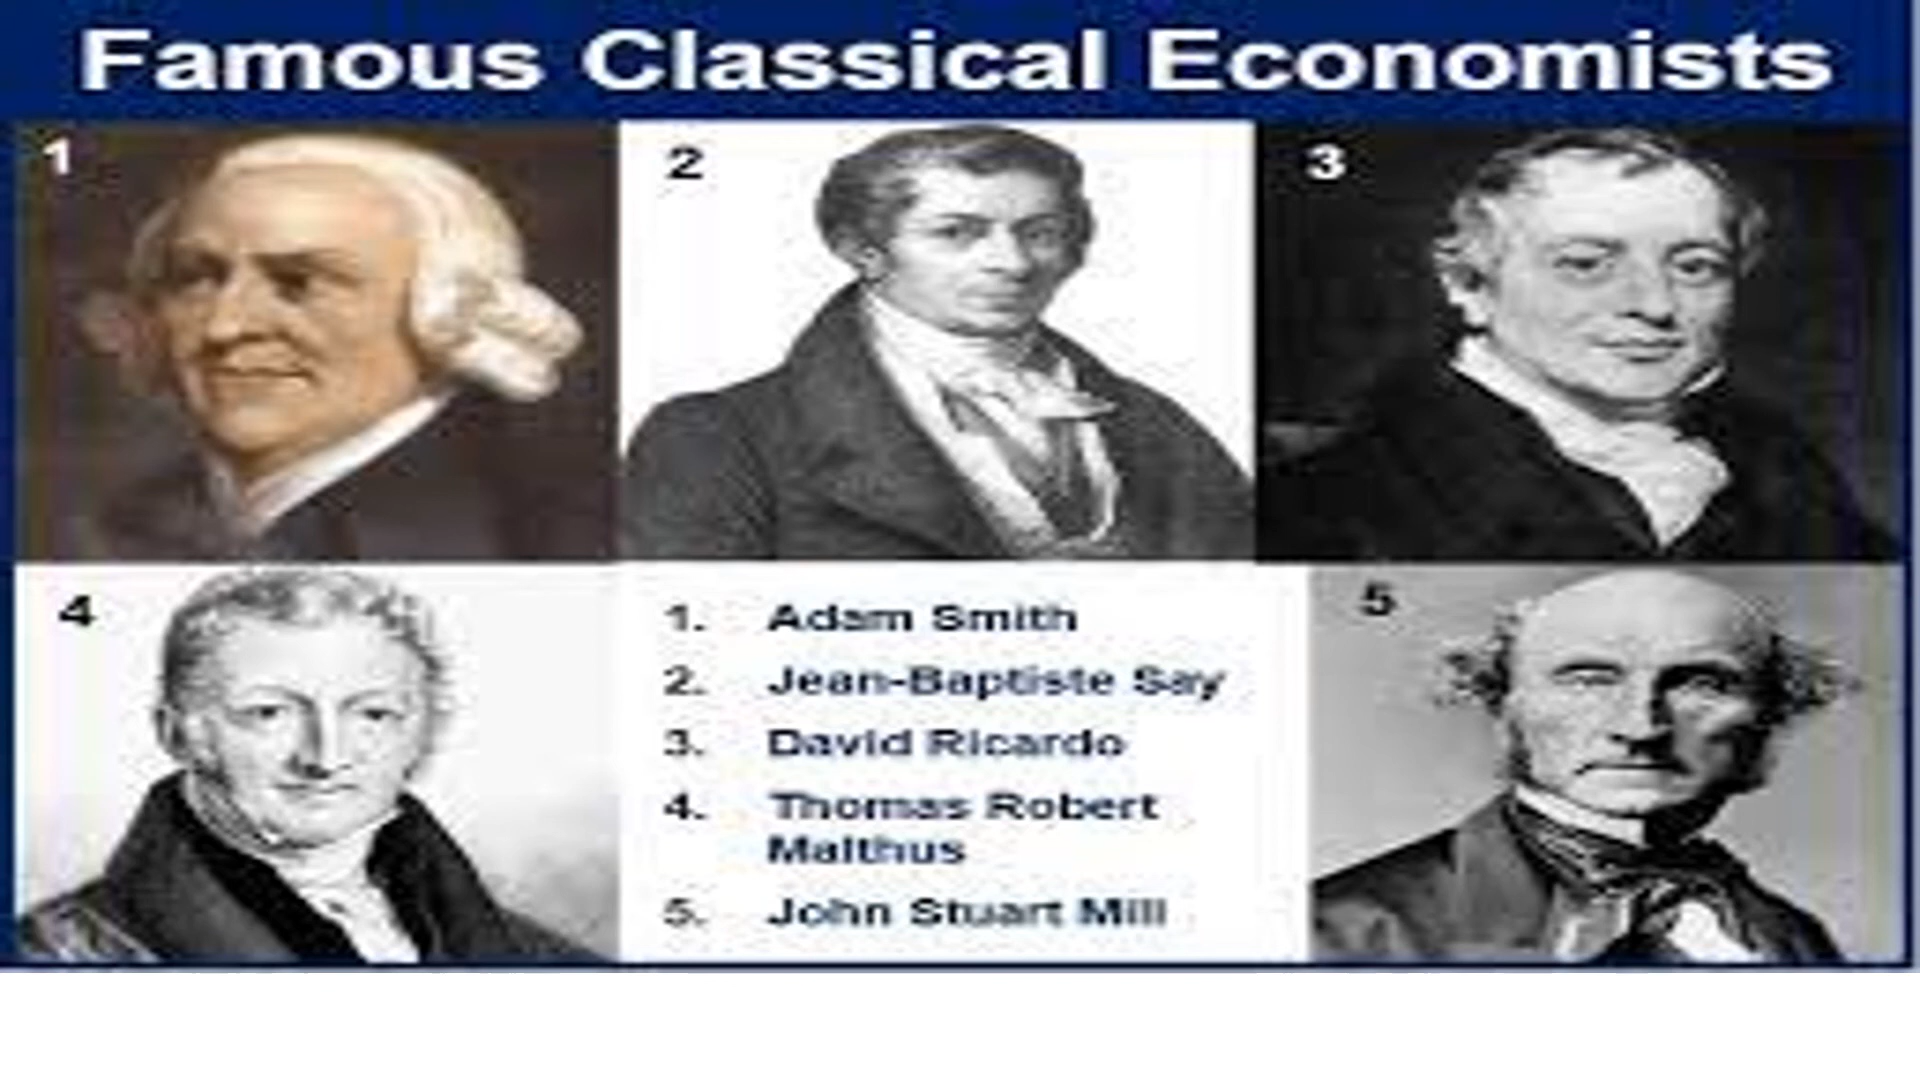 Famous Classical Economists
1
2
3
4
5
1. Adam Smith
2. Jean-Baptiste Say
3. David Ricardo
4. Thomas Robert
Malthus
5. John Stuart Mill